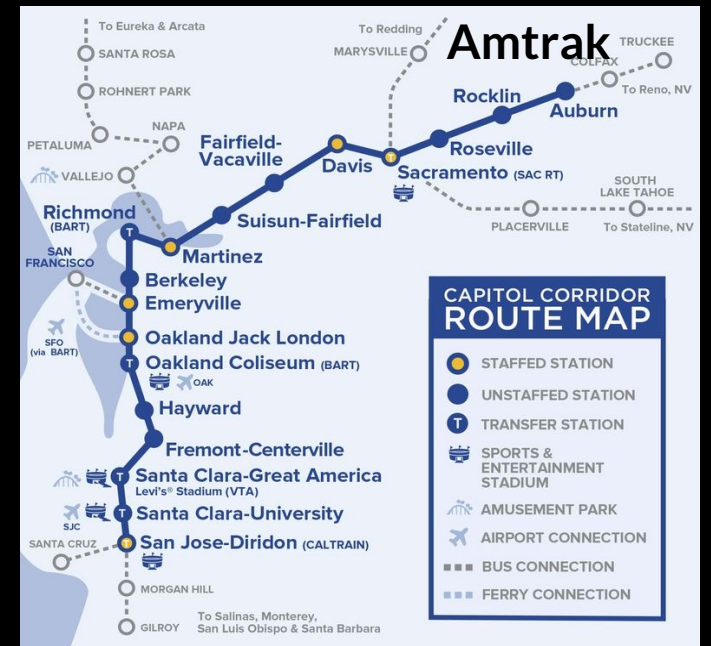 To Eureka & Arcata
SANTA ROSA
ROHNERT PARK
PETALUMA
NAPA
VALLEJO
To Redding
MARYSVILLE
Amtrak
COLFAX
TRUCKEE
To Reno, NV
Auburn
Rocklin
Roseville
Sacramento (SAC RT)
T
Davis
Fairfield-
Vacaville
Suisun-Fairfield
Martinez
SOUTH
LAKE TAHOE
PLACERVILLE
To Stateline, NV
Richmond
(BART)
T
SAN
FRANCISCO
Berkeley
Emeryville
SFO
(via BART)
Oakland Jack London
T
Oakland Coliseum (BART)
OAK
Hayward
Fremont-Centerville
T
Santa Clara-Great America
Levi's® Stadium (VTA)
T
Santa Clara-University
SJC
SANTA CRUZ
T
San Jose-Diridon (CALTRAIN)
MORGAN HILL
GILROY
To Salinas, Monterey,
San Luis Obispo & Santa Barbara
CAPITOL CORRIDOR
ROUTE MAP
STAFFED STATION
UNSTAFFED STATION
T
TRANSFER STATION
SPORTS &
ENTERTAINMENT
STADIUM
AMUSEMENT PARK
AIRPORT CONNECTION
BUS CONNECTION
FERRY CONNECTION